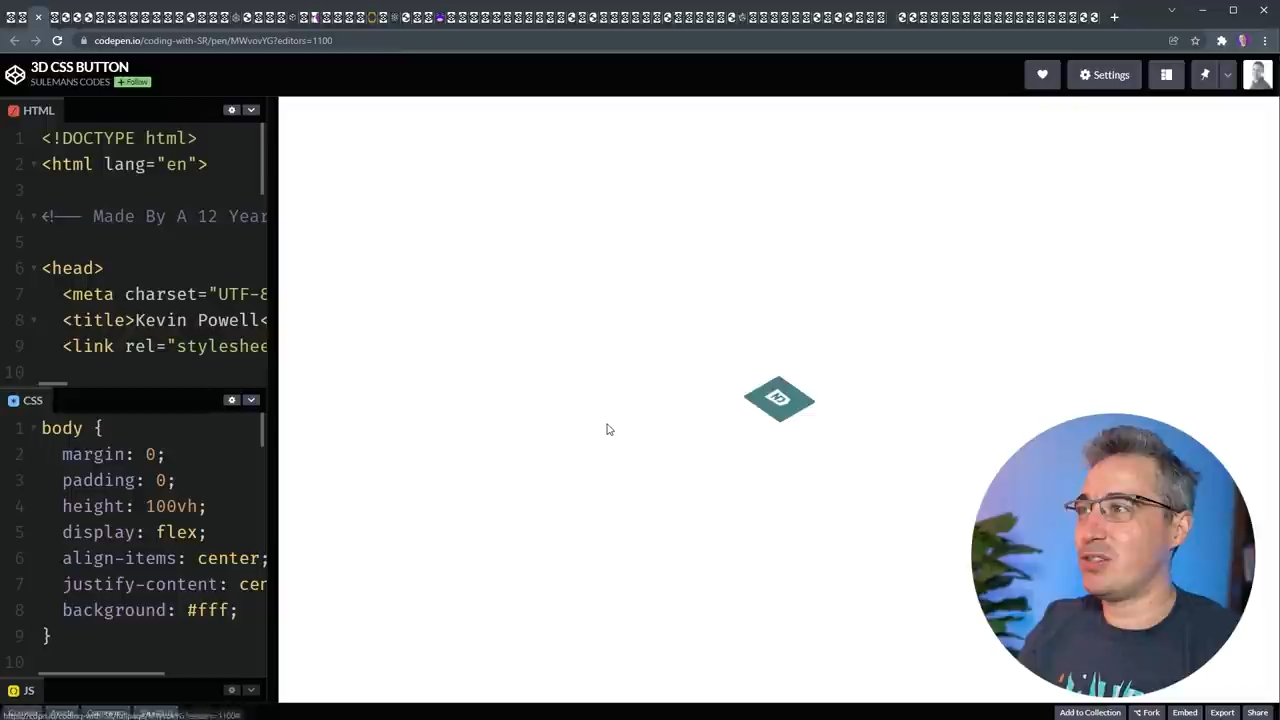 codepen.io/coding-with-SR/pen/MWvovYG?editors=1100
3D CSS BUTTON
SULEMANS CODES
+ Follow
Settings
HTML
1 <!DOCTYPE html>
2 <html lang="en">
3
4 <!-- Made By A 12 Year
5
6 <head>
7 <meta charset="UTF-8
8 <title>Kevin Powell<
9 <link rel="styleshee
10
CSS
1 body {
2 margin: 0;
3 padding: 0;
4 height: 100vh;
5 display: flex;
6 align-items: center;
7 justify-content: cen
8 background: #fff;
9 }
10
JS
Add to Collection
Fork
Embed
Export
Share